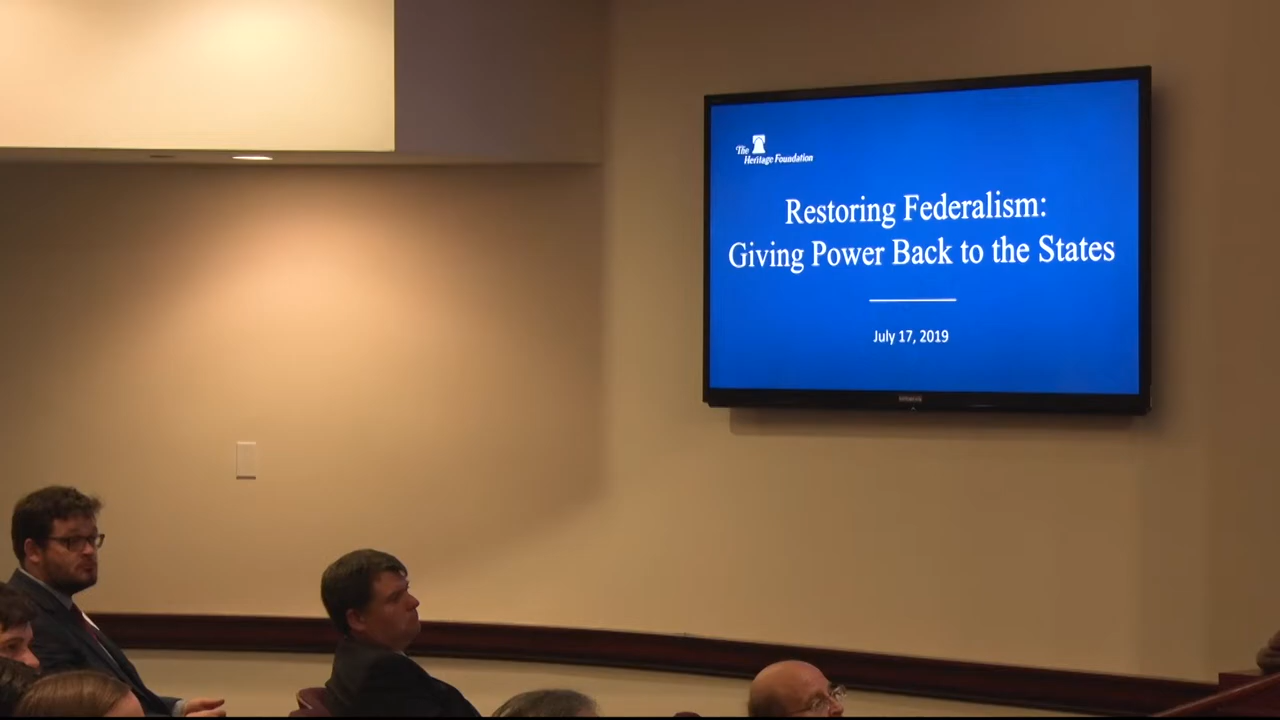 The
Heritage Foundation
Restoring Federalism:
Giving Power Back to the States
July 17, 2019